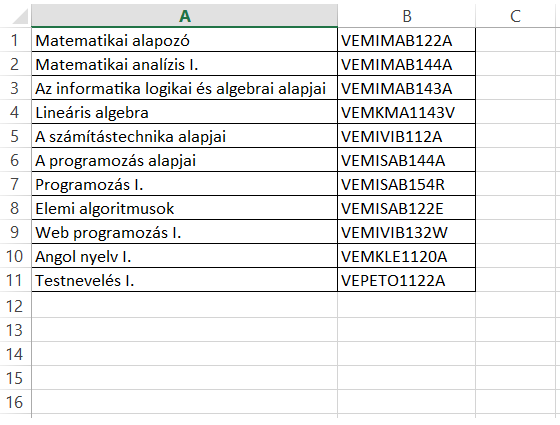 A B C
1 Matematikai alapozó VEMIMAB122A
2 Matematikai analízis I. VEMIMAB144A
3 Az informatika logikai és algebrai alapjai VEMIMAB143A
4 Lineáris algebra VEMKMA1143V
5 A számítástechnika alapjai VEMIVIB112A
6 A programozás alapjai VEMISAB144A
7 Programozás I. VEMISAB154R
8 Elemi algoritmusok VEMISAB122E
9 Web programozás I. VEMIVIB132W
10 Angol nyelv I. VEMKLE1120A
11 Testnevelés I. VEPETO1122A
12
13
14
15
16